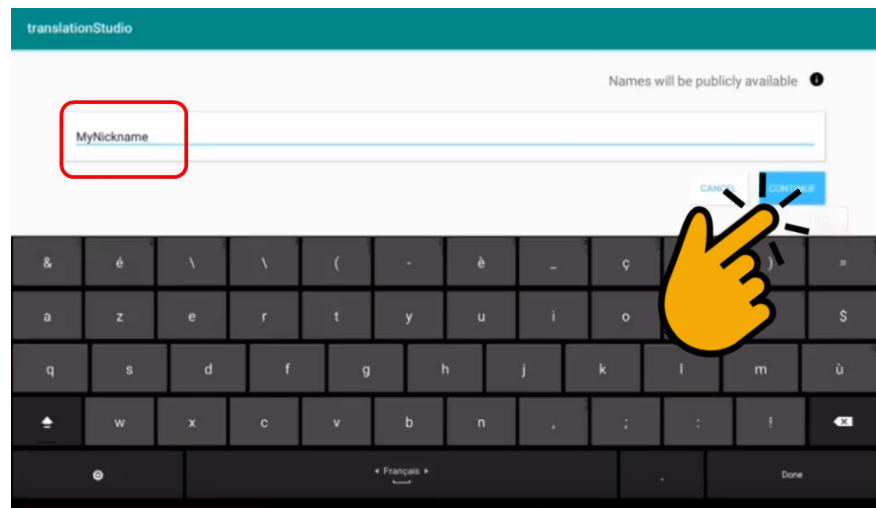 translationStudio
Names will be publicly available
MyNickname
CANCEL CONTINUE
& é \ \ ( - è _ ç ) =
a z e r t y u i o $
q s d f g h j k l m ù
w x c v b n , ; : !
Français
. Done